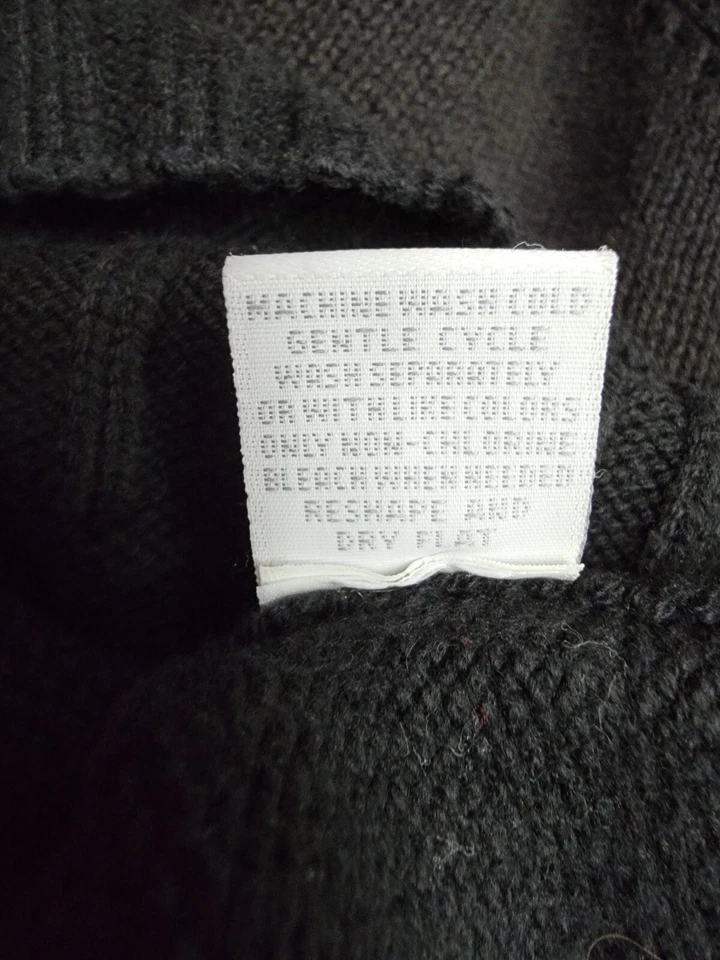 MACHINE WASH COLD
GENTLE CYCLE
WASH SEPARATELY
OR WITH LIKE COLORS
ONLY NON-CHLORINE
BLEACH WHEN NEEDED
RESHAPE AND
DRY FLAT